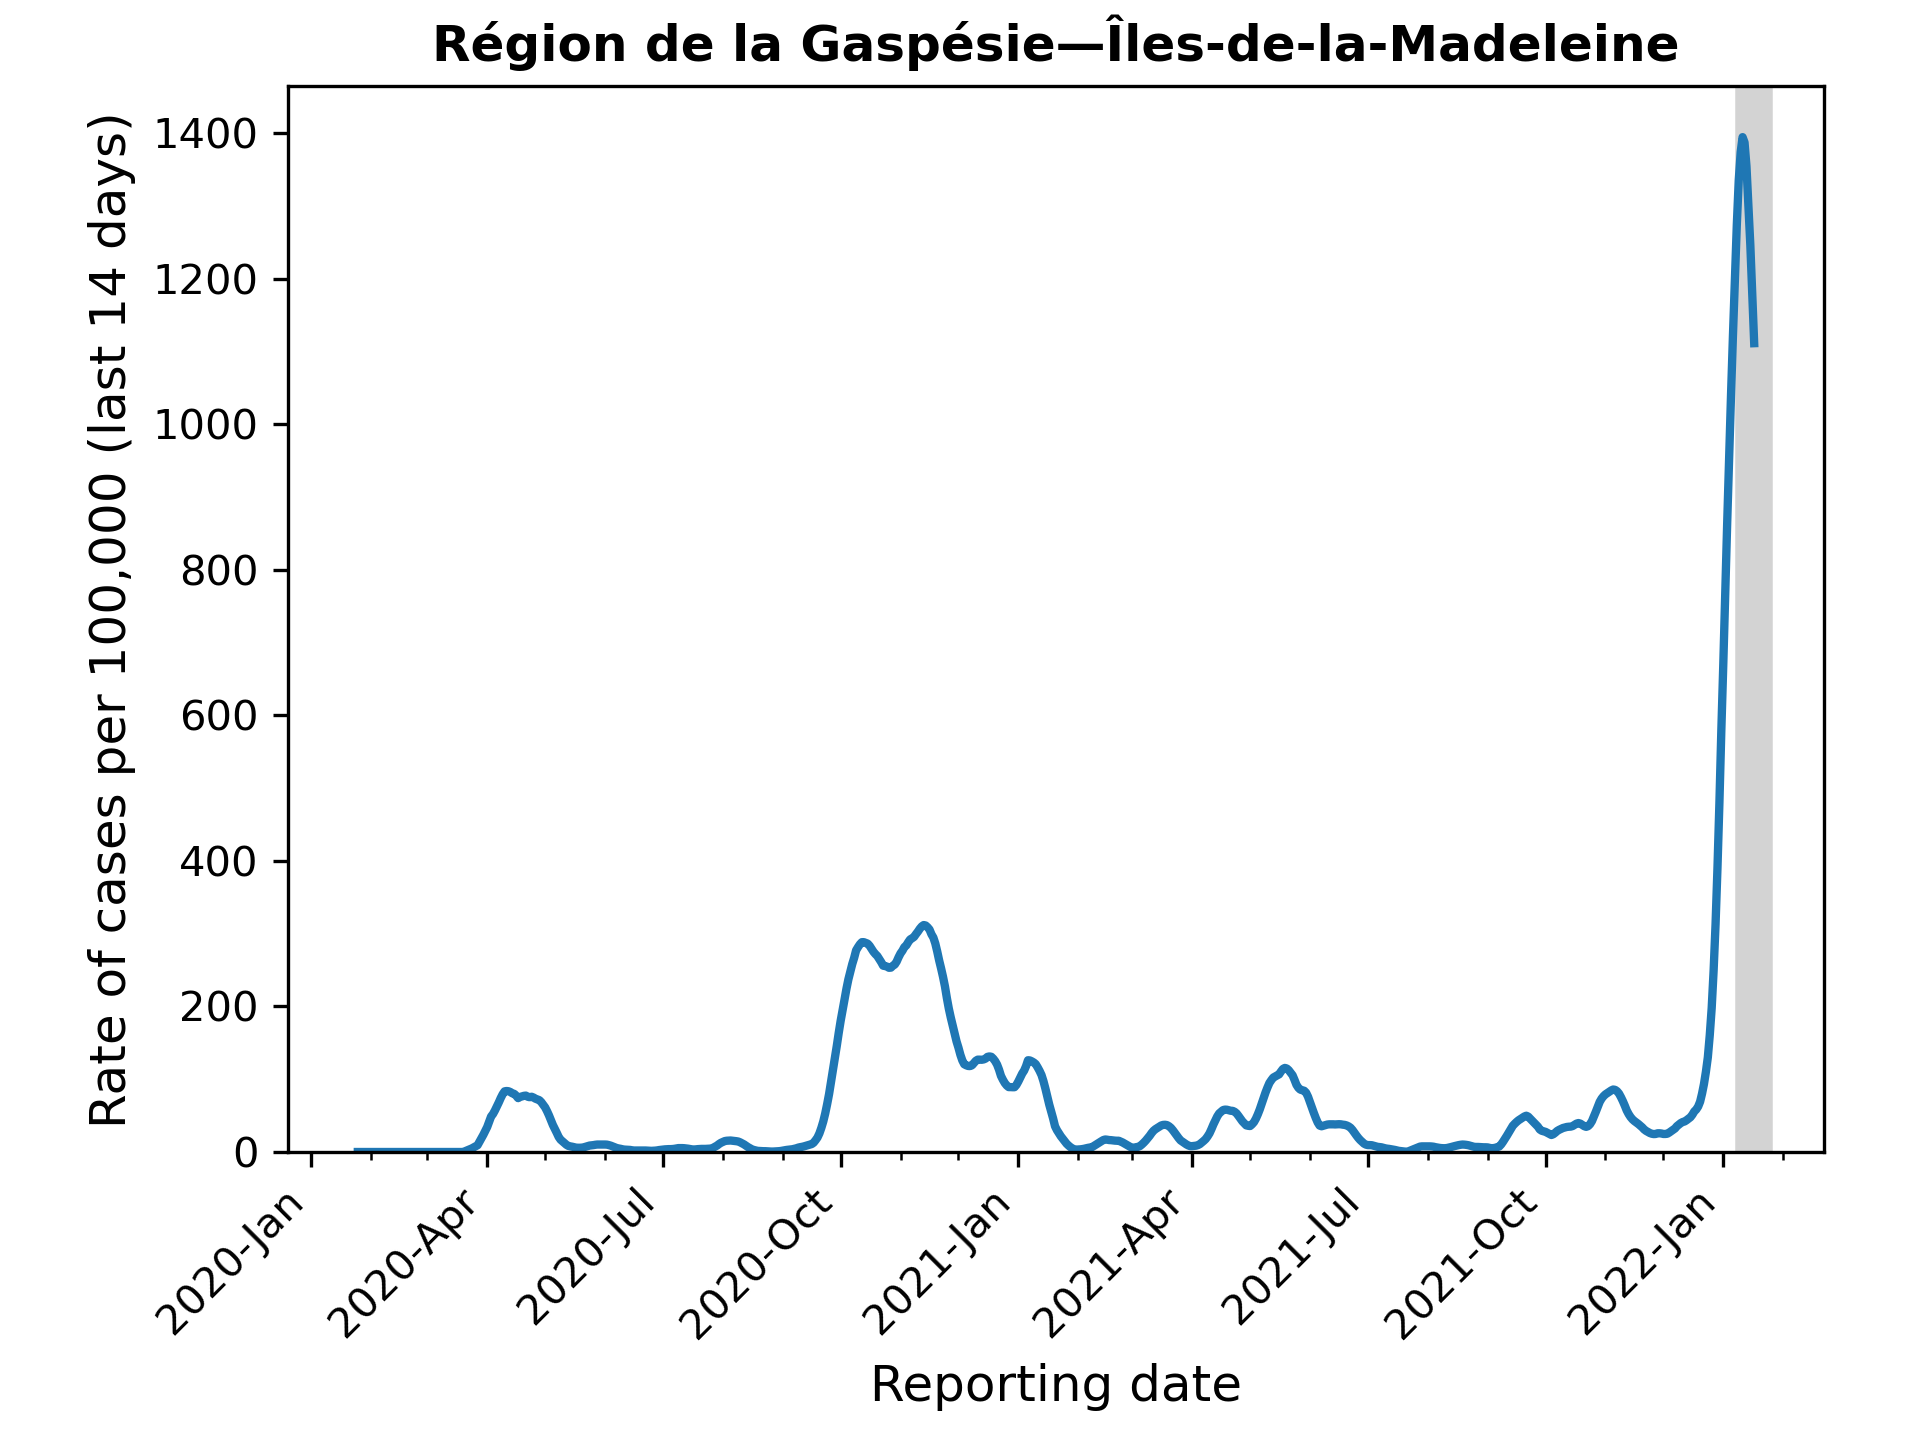 Région de la Gaspésie—Îles-de-la-Madeleine
Rate of cases per 100,000 (last 14 days)
1400
1200
1000
800
600
400
200
0
2020-Jan
2020-Apr
2020-Jul
2020-Oct
2021-Jan
2021-Apr
2021-Jul
2021-Oct
2022-Jan
Reporting date